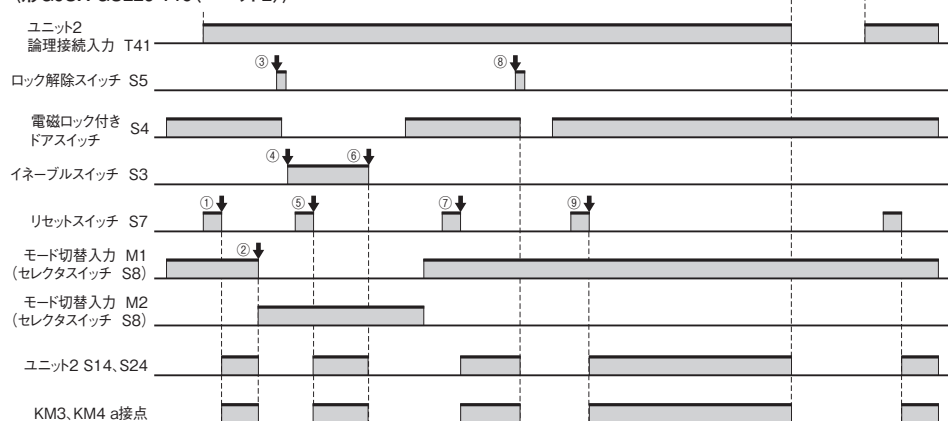 ユニット2
論理接続入力 T41
③
⑧
ロック解除スイッチ S5
電磁ロック付き S4
ドアスイッチ
④
⑥
イネーブルスイッチ S3
①
⑤
⑦
⑨
リセットスイッチ S7
②
モード切替入力 M1
(セレクタスイッチ S8)
モード切替入力 M2
(セレクタスイッチ S8)
ユニット2 S14、S24
KM3、KM4 a接点